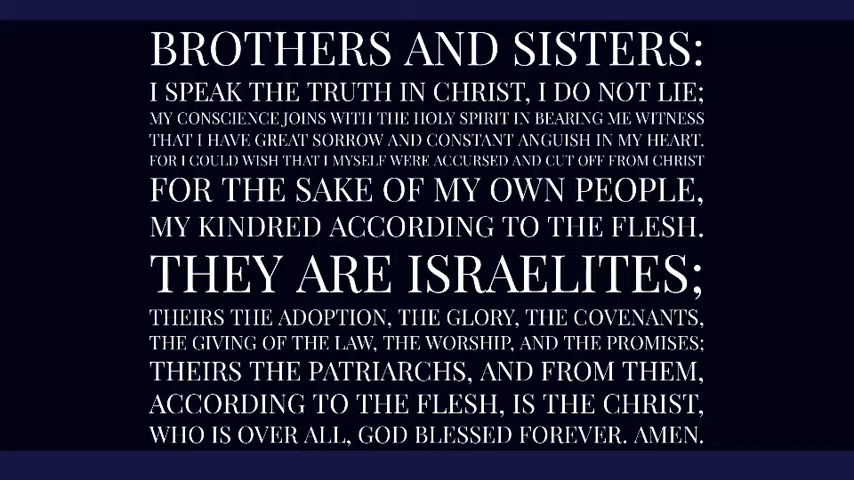 BROTHERS AND SISTERS:
I SPEAK THE TRUTH IN CHRIST, I DO NOT LIE;
MY CONSCIENCE JOINS WITH THE HOLY SPIRIT IN BEARING ME WITNESS
THAT I HAVE GREAT SORROW AND CONSTANT ANGUISH IN MY HEART.
FOR I COULD WISH THAT I MYSELF WERE ACCURSED AND CUT OFF FROM CHRIST
FOR THE SAKE OF MY OWN PEOPLE,
MY KINDRED ACCORDING TO THE FLESH.
THEY ARE ISRAELITES;
THEIRS THE ADOPTION, THE GLORY, THE COVENANTS,
THE GIVING OF THE LAW, THE WORSHIP, AND THE PROMISES;
THEIRS THE PATRIARCHS, AND FROM THEM,
ACCORDING TO THE FLESH, IS THE CHRIST,
WHO IS OVER ALL, GOD BLESSED FOREVER. AMEN.